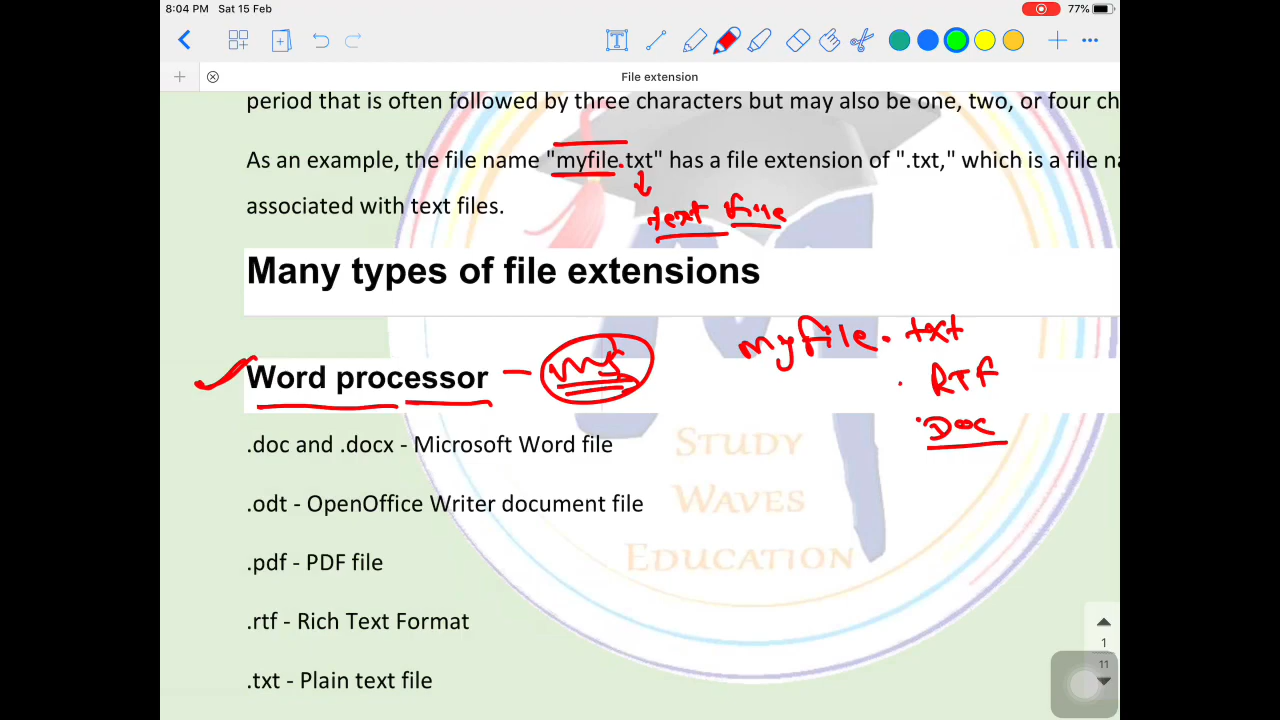 8:04 PM Sat 15 Feb
77%
File extension
period that is often followed by three characters but may also be one, two, or four ch
As an example, the file name "myfile.txt" has a file extension of ".txt," which is a file n
associated with text files.
text file
Many types of file extensions
myfile.txt
.RTF
.Doc
Word processor -
.doc and .docx - Microsoft Word file
.odt - OpenOffice Writer document file
.pdf - PDF file
.rtf - Rich Text Format
.txt - Plain text file
STUDY
WAVES
EDUCATION
1
11